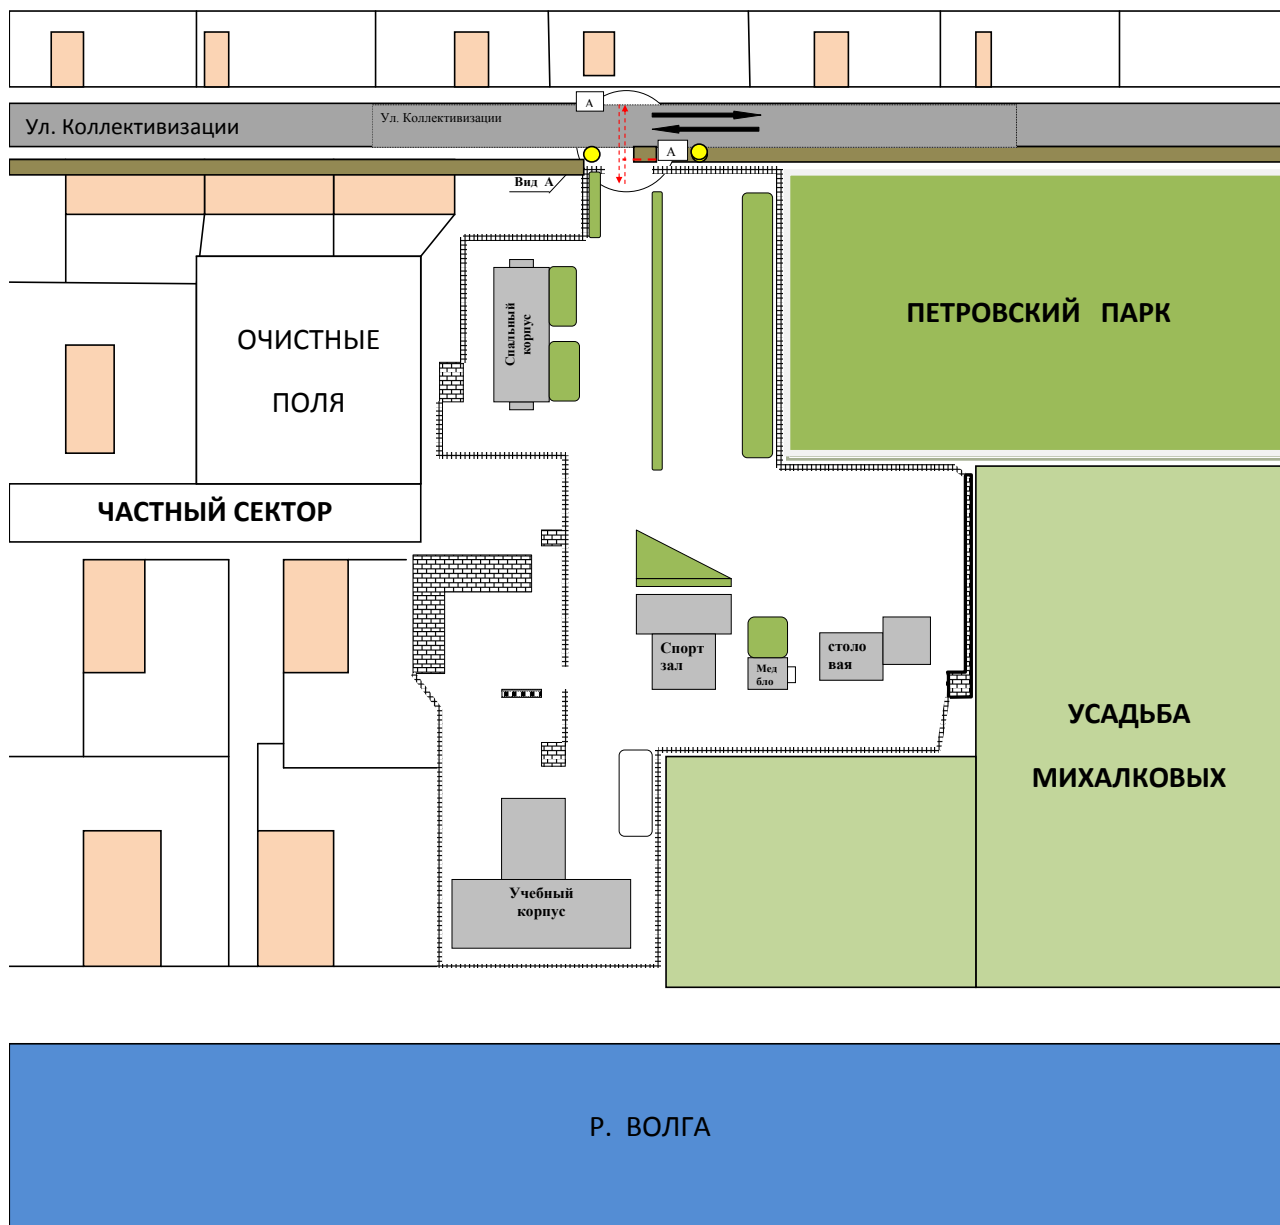 А
Ул. Коллективизации
Ул. Коллективизации
А
Вид А
ПЕТРОВСКИЙ ПАРК
Спальный
корпус
ОЧИСТНЫЕ
ПОЛЯ
ЧАСТНЫЙ СЕКТОР
Спорт
зал
Мед
бло
столо
вая
УСАДЬБА
МИХАЛКОВЫХ
Учебный
корпус
Р. ВОЛГА